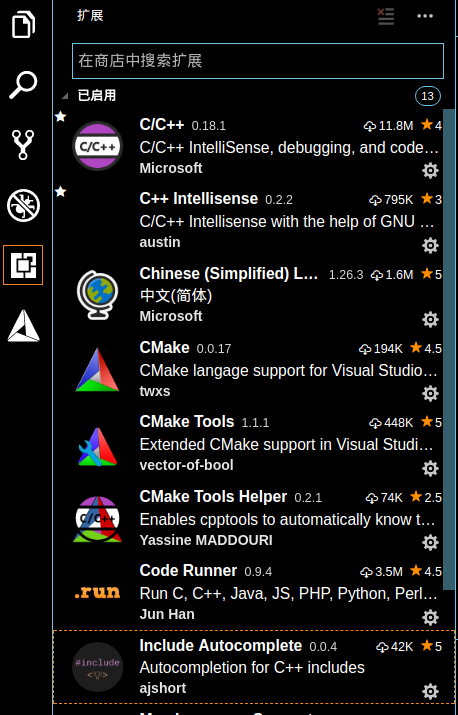 扩展
在商店中搜索扩展
已启用 13
C/C++ 0.18.1 11.8M 4
C/C++ IntelliSense, debugging, and code…
Microsoft
C++ Intellisense 0.2.2 795K 3
C/C++ Intellisense with the help of GNU …
austin
Chinese (Simplified) L… 1.26.3 1.6M 5
中文(简体)
Microsoft
CMake 0.0.17 194K 4.5
CMake langage support for Visual Studio…
twxs
CMake Tools 1.1.1 448K 5
Extended CMake support in Visual Studi…
vector-of-bool
C/C++
CMake Tools Helper 0.2.1 74K 2.5
Enables cpptools to automatically know t…
Yassine MADDOURI
.run
Code Runner 0.9.4 3.5M 4.5
Run C, C++, Java, JS, PHP, Python, Perl…
Jun Han
#include
<▽>
Include Autocomplete 0.0.4 42K 5
Autocompletion for C++ includes
ajshort